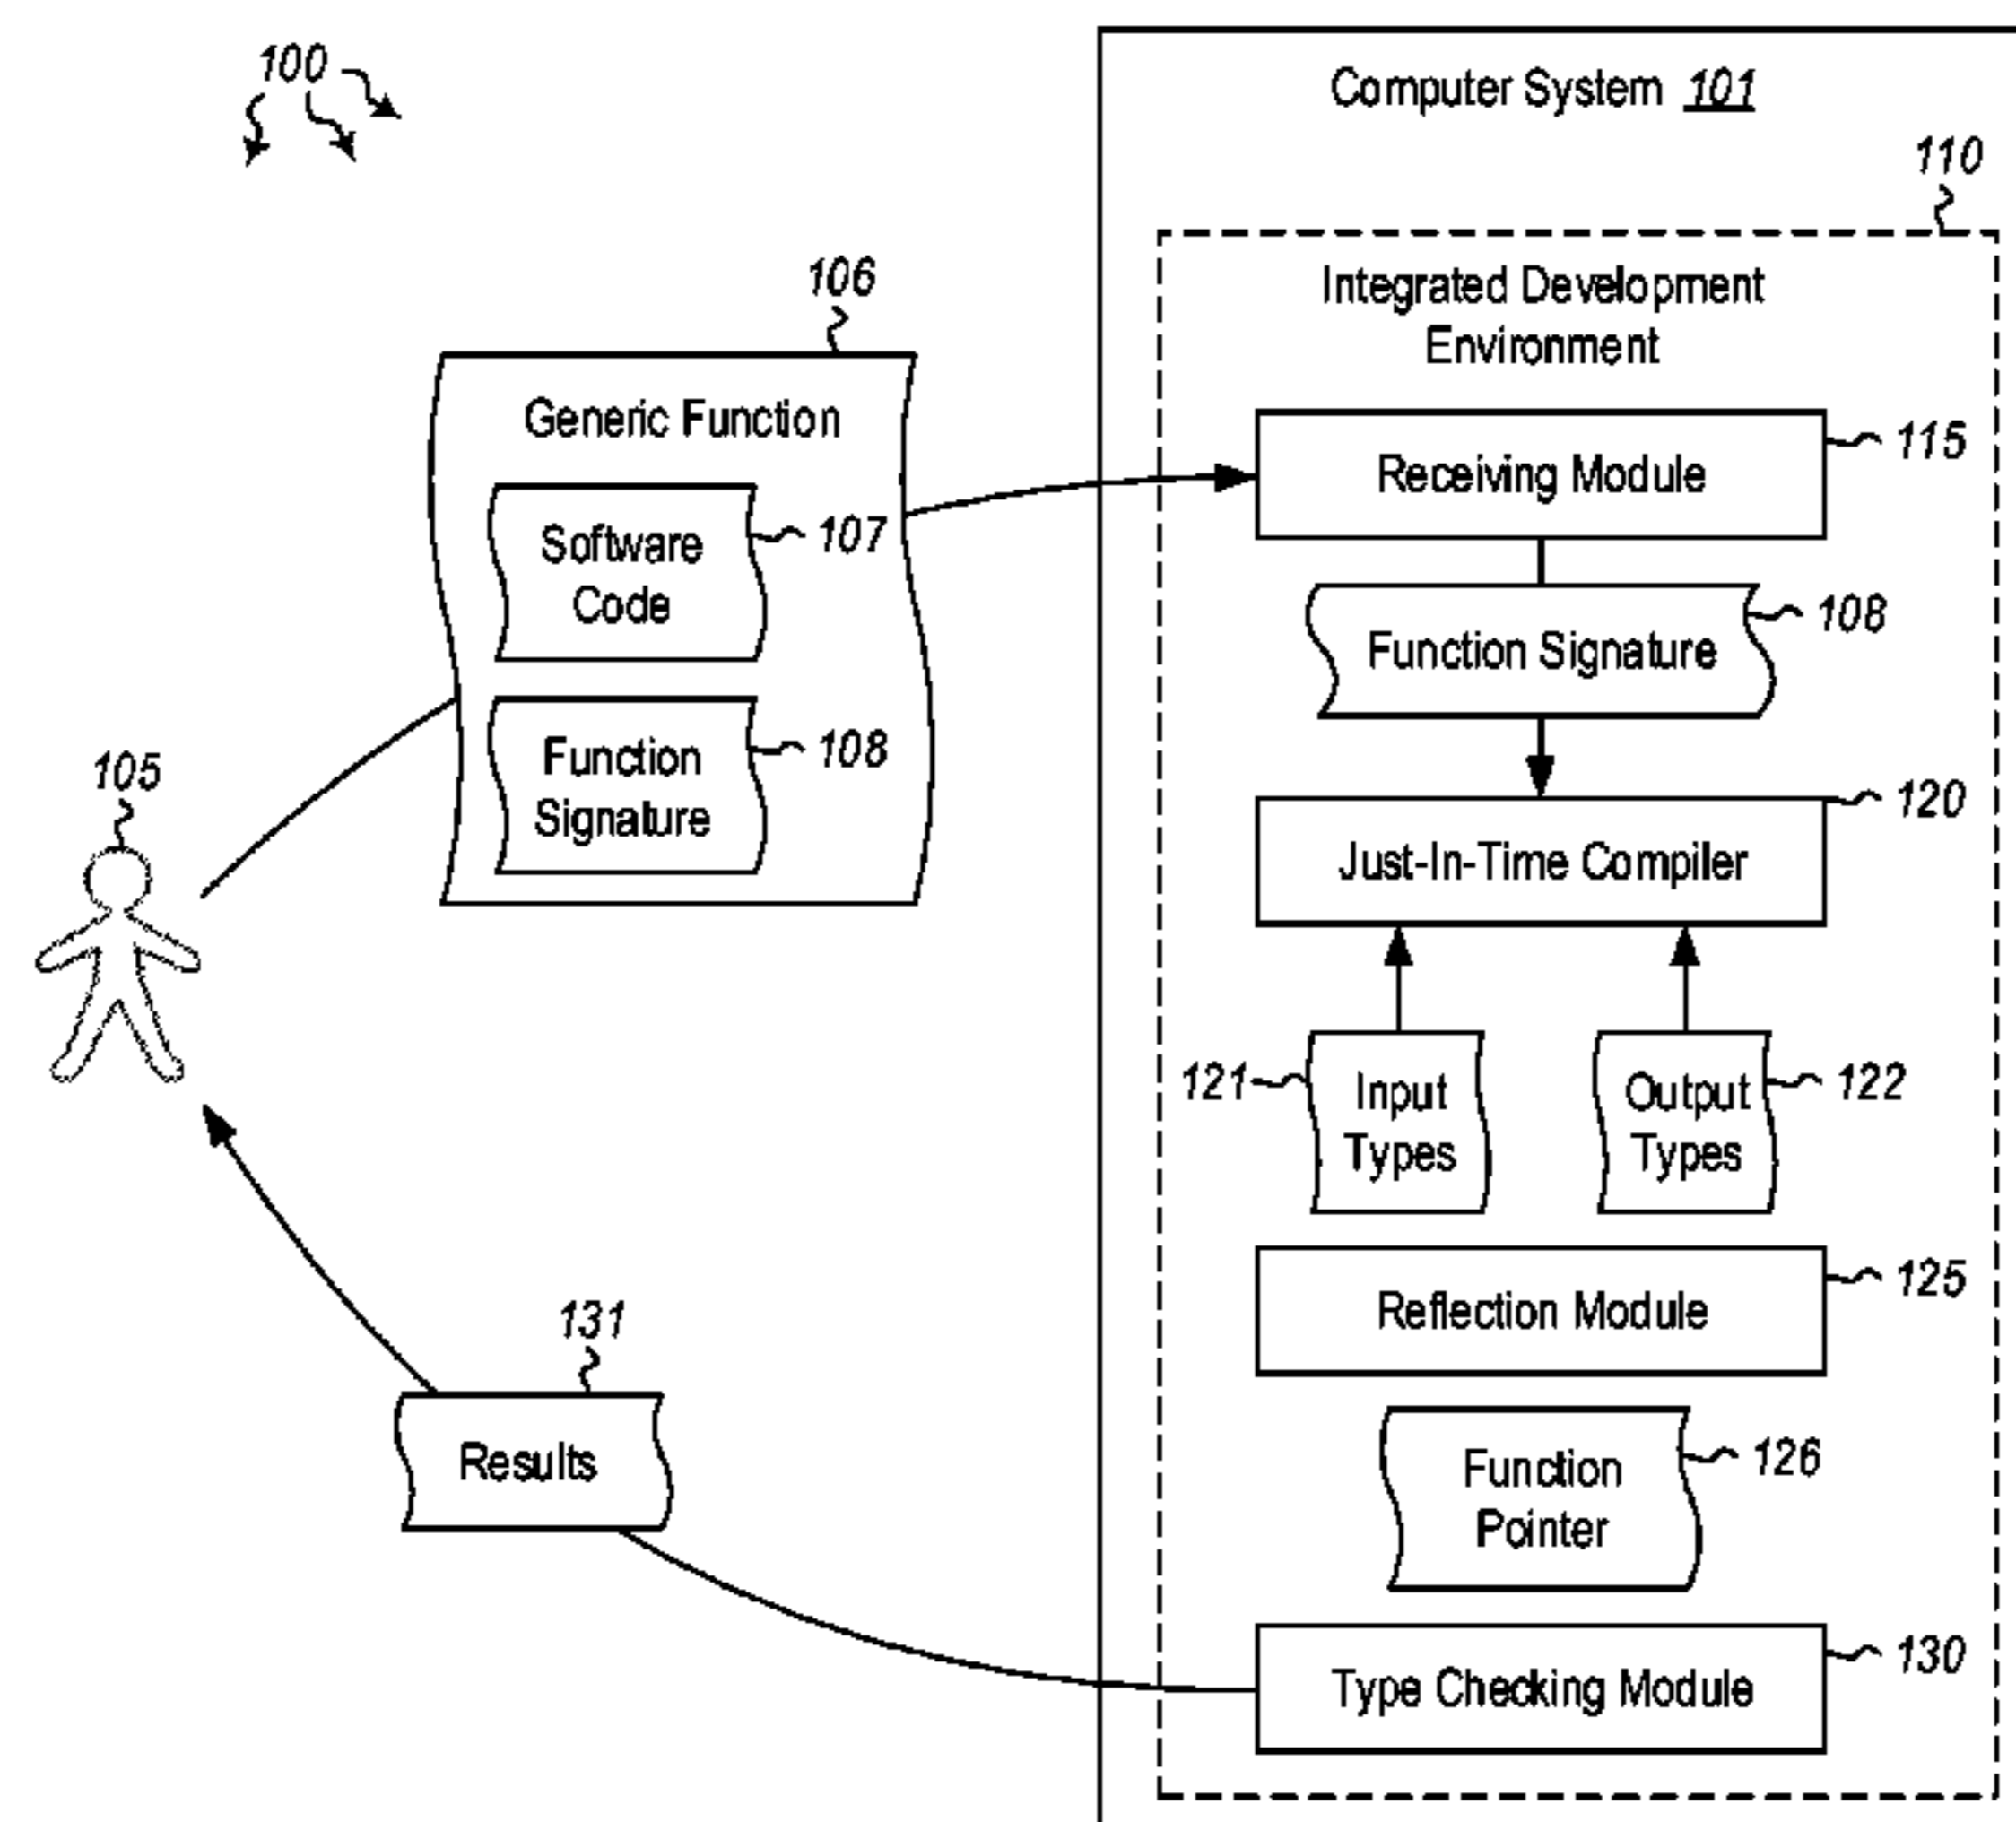 100
Computer System 101
110
Integrated Development
Environment
106
Generic Function
Software
Code
107
Function
Signature
108
105
Receiving Module
115
Function Signature
108
Just-In-Time Compiler
120
121
Input
Types
Output
Types
122
Reflection Module
125
131
Results
Function
Pointer
126
Type Checking Module
130